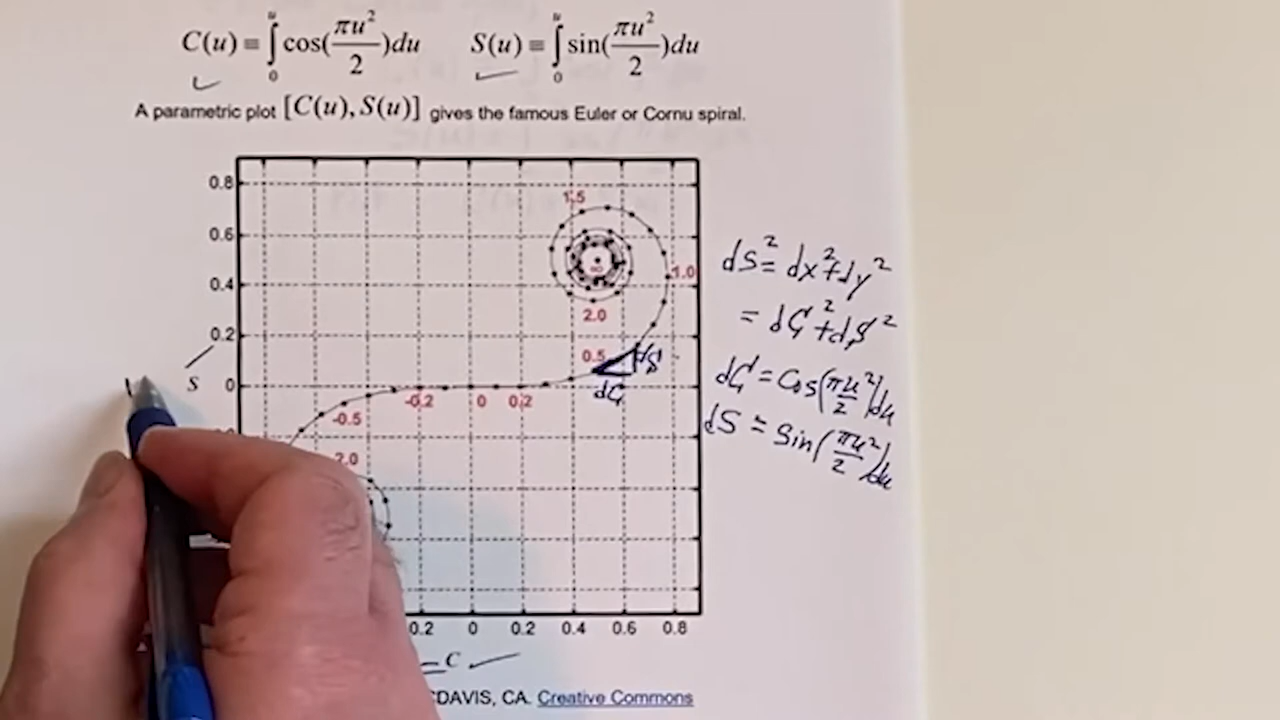 C(u) ≡ ∫₀ᵘ cos(πu²/2)du S(u) ≡ ∫₀ᵘ sin(πu²/2)du
A parametric plot [C(u), S(u)] gives the famous Euler or Cornu spiral.
0.8
1.5
0.6
1.0
0.4
2.0
0.2
0.5
dS
S
0
dC
-0.2 0 0.2
-0.5
-2.0
0.2 0 0.2 0.4 0.6 0.8
C
DAVIS, CA. Creative Commons
dS² = dx² + dy²
= dC² + dS²
dC = Cos(πu²/2)du
dS = Sin(πu²/2)du